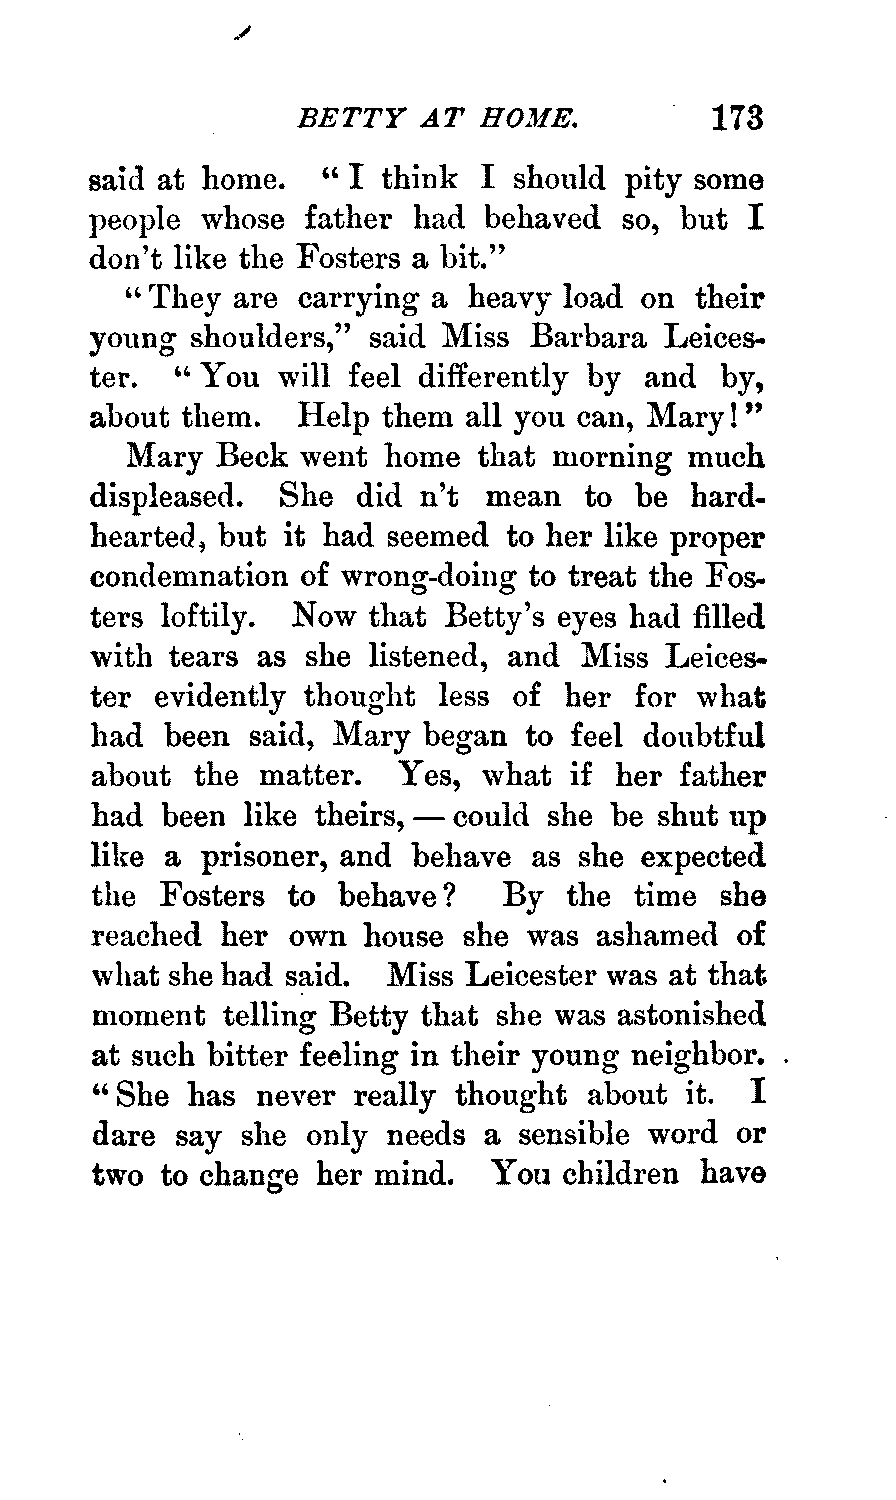 BETTY AT HOME. 173
said at home. "I think I should pity some
people whose father had behaved so, but I
don't like the Fosters a bit."
"They are carrying a heavy load on their
young shoulders," said Miss Barbara Leices-
ter. "You will feel differently by and by,
about them. Help them all you can, Mary!"
Mary Beck went home that morning much
displeased. She did n't mean to be hard-
hearted, but it had seemed to her like proper
condemnation of wrong-doing to treat the Fos-
ters loftily. Now that Betty's eyes had filled
with tears as she listened, and Miss Leices-
ter evidently thought less of her for what
had been said, Mary began to feel doubtful
about the matter. Yes, what if her father
had been like theirs, — could she be shut up
like a prisoner, and behave as she expected
the Fosters to behave? By the time she
reached her own house she was ashamed of
what she had said. Miss Leicester was at that
moment telling Betty that she was astonished
at such bitter feeling in their young neighbor.
"She has never really thought about it. I
dare say she only needs a sensible word or
two to change her mind. You children have